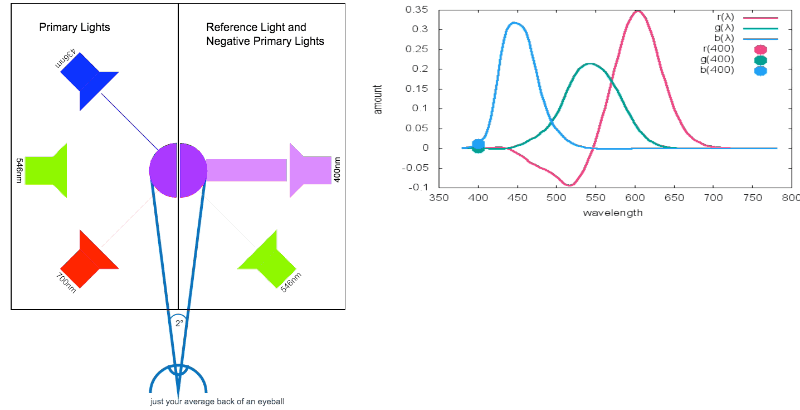 Primary Lights
Reference Light and
Negative Primary Lights
436nm
546nm
400nm
700nm
546nm
2°
just your average back of an eyeball
0.35
0.3
0.25
0.2
0.15
0.1
0.05
0
-0.05
-0.1
amount
350 400 450 500 550 600 650 700 750 800
wavelength
r(λ)
g(λ)
b(λ)
r(400)
g(400)
b(400)